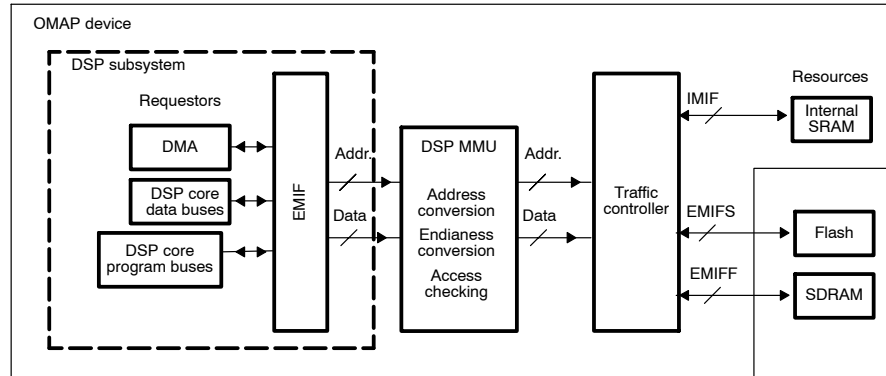 OMAP device
DSP subsystem
Requestors
DMA
DSP core
data buses
DSP core
program buses
EMIF
Addr.
Data
DSP MMU
Address
conversion
Endianess
conversion
Access
checking
Addr.
Data
Traffic
controller
IMIF
EMIFS
EMIFF
Resources
Internal
SRAM
Flash
SDRAM